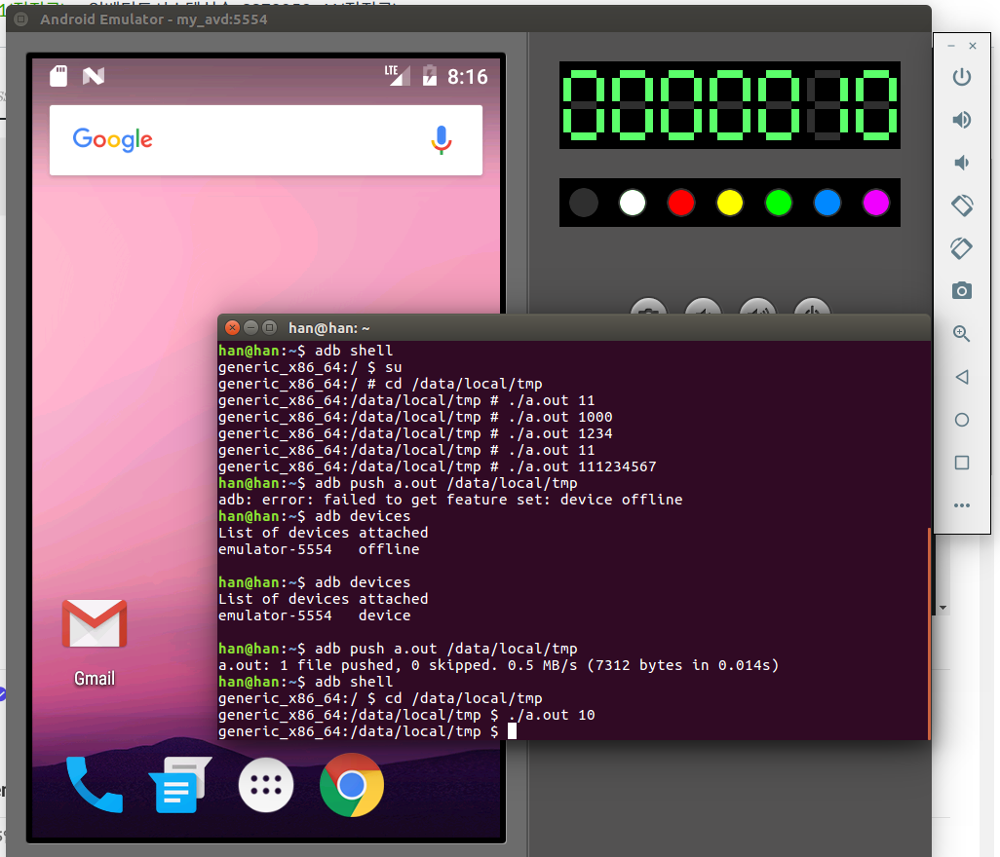 Android Emulator - my_avd:5554
LTE 8:16
Google
0000010
han@han: ~
han@han:~$ adb shell
generic_x86_64:/ $ su
generic_x86_64:/ # cd /data/local/tmp
generic_x86_64:/data/local/tmp # ./a.out 11
generic_x86_64:/data/local/tmp # ./a.out 1000
generic_x86_64:/data/local/tmp # ./a.out 1234
generic_x86_64:/data/local/tmp # ./a.out 11
generic_x86_64:/data/local/tmp # ./a.out 111234567
han@han:~$ adb push a.out /data/local/tmp
adb: error: failed to get feature set: device offline
han@han:~$ adb devices
List of devices attached
emulator-5554   offline
han@han:~$ adb devices
List of devices attached
emulator-5554   device
han@han:~$ adb push a.out /data/local/tmp
a.out: 1 file pushed, 0 skipped. 0.5 MB/s (7312 bytes in 0.014s)
han@han:~$ adb shell
generic_x86_64:/ $ cd /data/local/tmp
generic_x86_64:/data/local/tmp $ ./a.out 10
generic_x86_64:/data/local/tmp $
Gmail